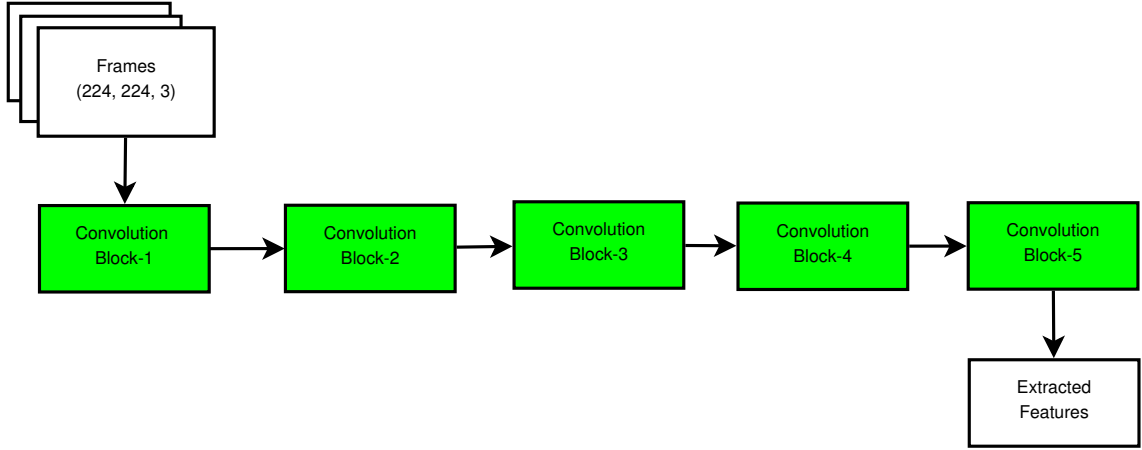 Frames
(224, 224, 3)
Convolution
Block-1
Convolution
Block-2
Convolution
Block-3
Convolution
Block-4
Convolution
Block-5
Extracted
Features